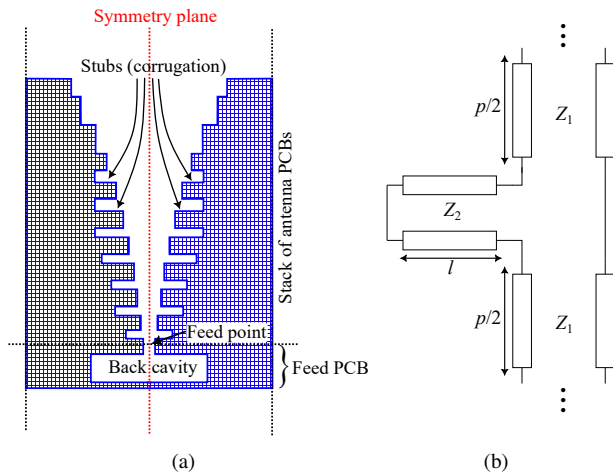 Symmetry plane
Stubs (corrugation)
Stack of antenna PCBs
Feed point
Back cavity
Feed PCB
(a)
p/2
Z1
Z2
l
p/2
Z1
(b)